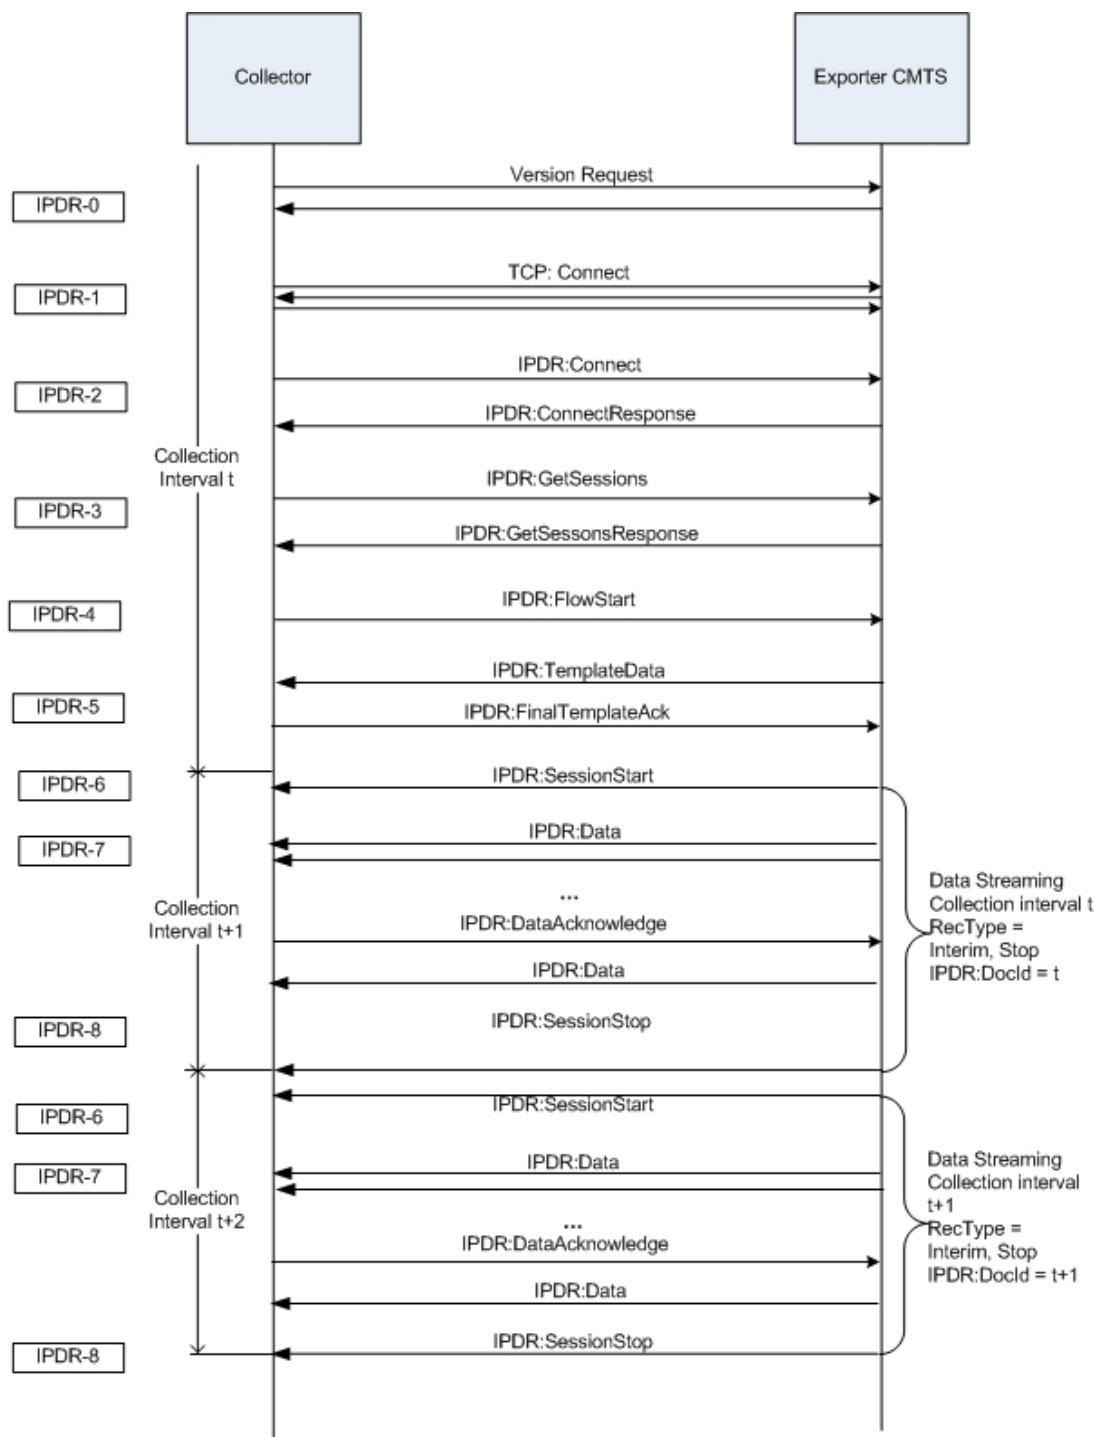 Collector
Exporter CMTS
Version Request
IPDR-0
TCP: Connect
IPDR-1
IPDR:Connect
IPDR-2
IPDR:ConnectResponse
Collection
Interval t
IPDR:GetSessions
IPDR-3
IPDR:GetSessonsResponse
IPDR:FlowStart
IPDR-4
IPDR:TemplateData
IPDR-5
IPDR:FinalTemplateAck
IPDR:SessionStart
IPDR-6
IPDR:Data
IPDR-7
...
Collection
Interval t+1
IPDR:DataAcknowledge
Data Streaming
Collection interval t
RecType =
Interim, Stop
IPDR:DocId = t
IPDR:Data
IPDR:SessionStop
IPDR-8
IPDR:SessionStart
IPDR-6
IPDR:Data
IPDR-7
Collection
Interval t+2
...
IPDR:DataAcknowledge
Data Streaming
Collection interval
t+1
RecType =
Interim, Stop
IPDR:DocId = t+1
IPDR:Data
IPDR:SessionStop
IPDR-8